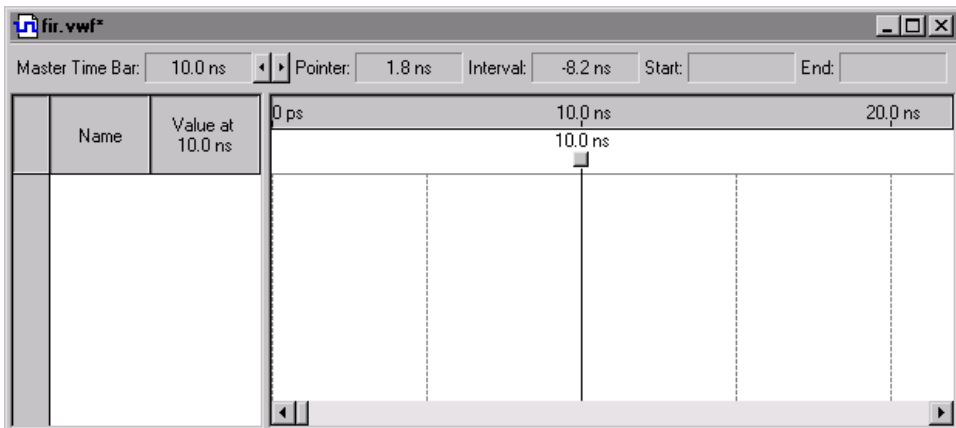 fir.vwf*
Master Time Bar: 10.0 ns Pointer: 1.8 ns Interval: -8.2 ns Start: End:
Name
Value at
10.0 ns
0 ps 10.0 ns 20.0 ns
10.0 ns